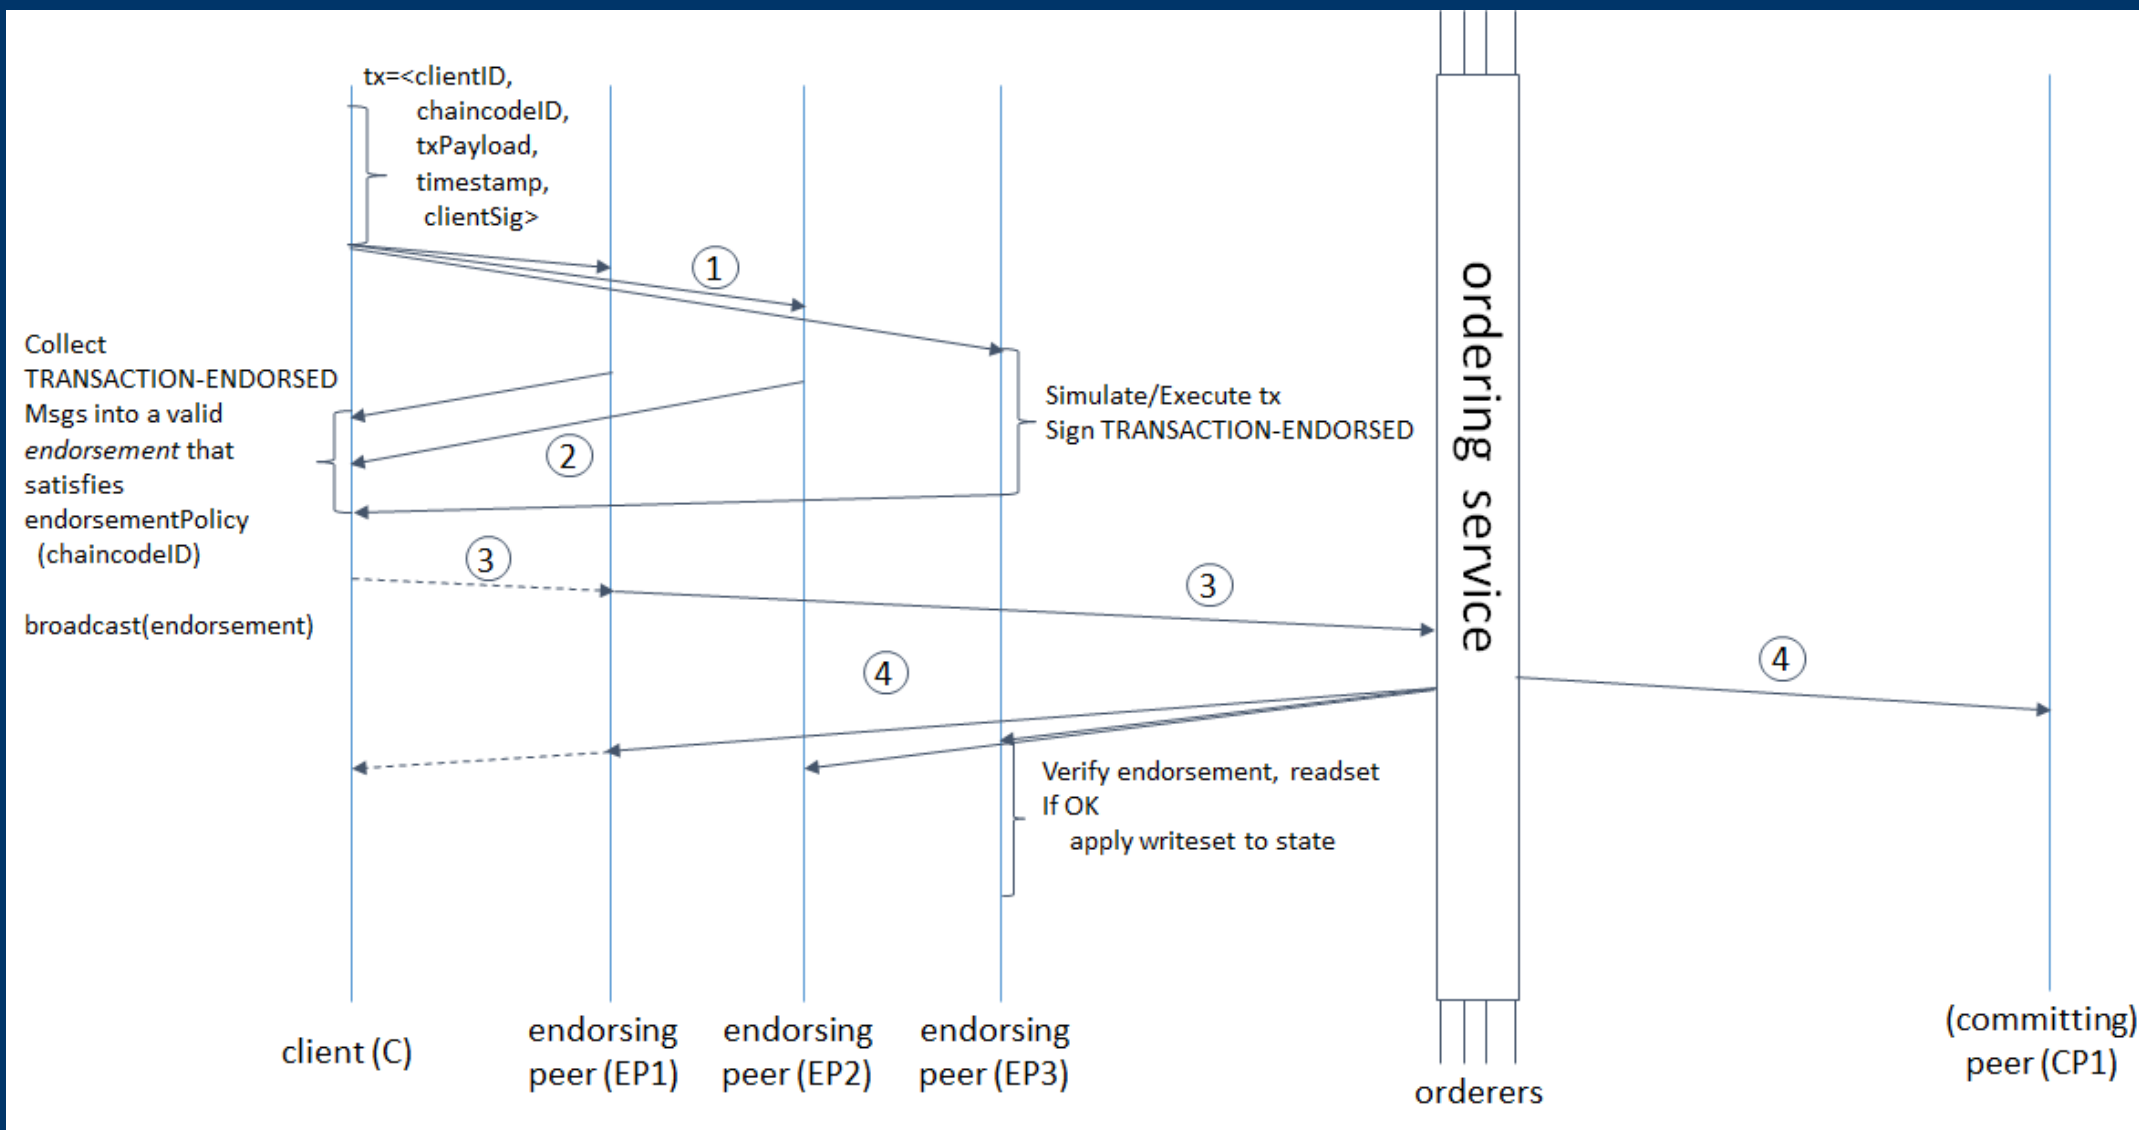 tx=<clientID,
chaincodeID,
txPayload,
timestamp,
clientSig>
1
Collect
TRANSACTION-ENDORSED
Msgs into a valid
endorsement that
satisfies
endorsementPolicy
(chaincodeID)
2
Simulate/Execute tx
Sign TRANSACTION-ENDORSED
ordering service
3
3
broadcast(endorsement)
4
4
Verify endorsement, readset
If OK
apply writeset to state
client (C)
endorsing
peer (EP1)
endorsing
peer (EP2)
endorsing
peer (EP3)
orderers
(committing)
peer (CP1)